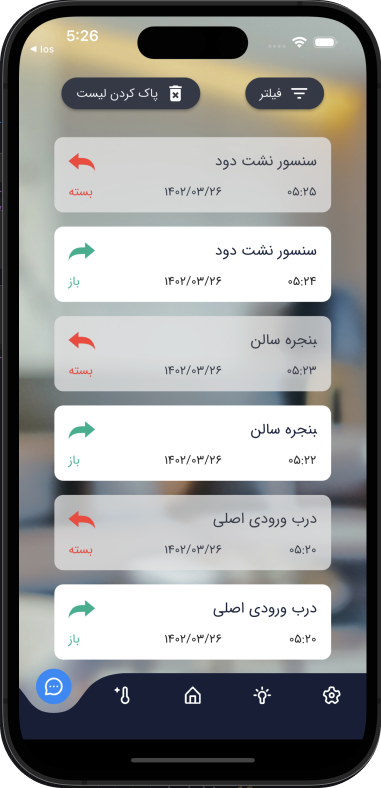 5:26
◀ Ios
فیلتر
پاک کردن لیست
سنسور نشت دود
۰۵:۲۵ ۱۴۰۲/۰۳/۲۶ بسته
سنسور نشت دود
۰۵:۲۴ ۱۴۰۲/۰۳/۲۶ باز
پنجره سالن
۰۵:۲۳ ۱۴۰۲/۰۳/۲۶ بسته
پنجره سالن
۰۵:۲۲ ۱۴۰۲/۰۳/۲۶ باز
درب ورودی اصلی
۰۵:۲۰ ۱۴۰۲/۰۳/۲۶ بسته
درب ورودی اصلی
۰۵:۲۰ ۱۴۰۲/۰۳/۲۶ باز